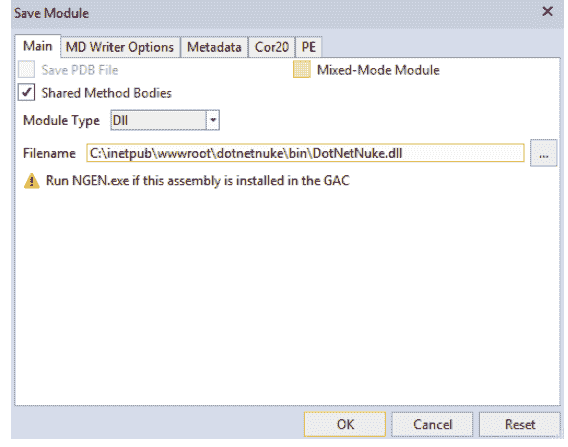 Save Module ×
Main MD Writer Options Metadata Cor20 PE
Save PDB File Mixed-Mode Module
Shared Method Bodies
Module Type Dll
Filename C:\inetpub\wwwroot\dotnetnuke\bin\DotNetNuke.dll ...
Run NGEN.exe if this assembly is installed in the GAC
OK Cancel Reset